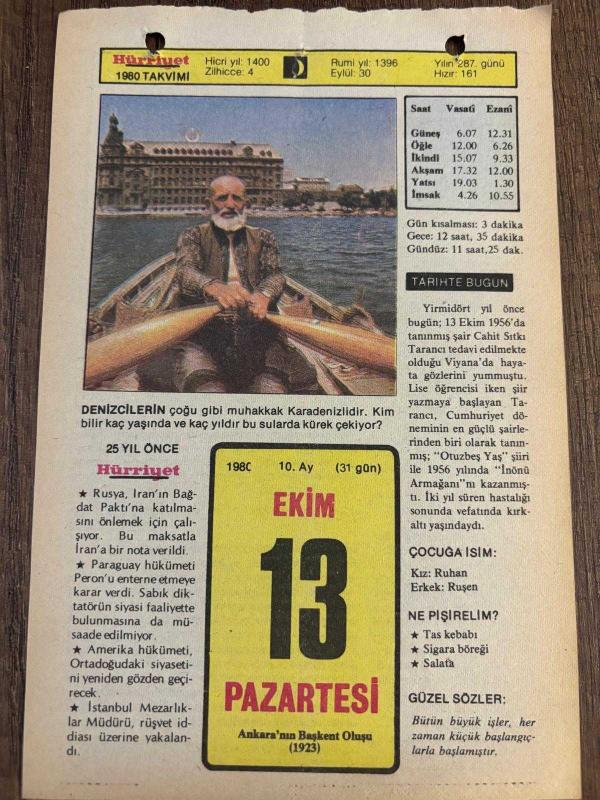 Hürriyet
1980 TAKVİMİ
Hicri yıl: 1400
Zilhicce: 4
Rumi yıl: 1396
Eylül: 30
Yılın 287. günü
Hızır: 161
Saat Vasatî Ezanî
Güneş 6.07 12.31
Öğle 12.00 6.26
İkindi 15.07 9.33
Akşam 17.32 12.00
Yatsı 19.03 1.30
İmsak 4.26 10.55
Gün kısalması: 3 dakika
Gece: 12 saat, 35 dakika
Gündüz: 11 saat,25 dak.
TARIHTE BUGUN
Yirmidört yıl önce
bugün; 13 Ekim 1956'da
tanınmış şair Cahit Sıtkı
Tarancı tedavi edilmekte
olduğu Viyana'da haya-
ta gözlerini yummuştu.
Lise öğrencisi iken şiir
yazmaya başlayan Ta-
rancı, Cumhuriyet dö-
neminin en güçlü şairle-
rinden biri olarak tanın-
mış; "Otuzbeş Yaş" şiiri
ile 1956 yılında "İnönü
Armağanı"nı kazanmış-
tı. İki yıl süren hastalığı
sonunda vefatında kırk-
altı yaşındaydı.
ÇOCUĞA ISIM:
Kız: Ruhan
Erkek: Ruşen
NE PIŞIRELIM?
★ Tas kebabı
★ Sigara böreği
★ Salata
GÜZEL SÖZLER:
Bütün büyük işler, her
zaman küçük başlangıç-
larla başlamıştır.
DENİZCİLERİN çoğu gibi muhakkak Karadenizlidir. Kim
bilir kaç yaşında ve kaç yıldır bu sularda kürek çekiyor?
25 YIL ÖNCE
Hürriyet
★ Rusya, Iran'ın Bağ-
dat Paktı'na katılma-
sını önlemek için çalı-
şıyor. Bu maksatla
İran'a bir nota verildi.
★ Paraguay hükümeti
Peron'u enterne etmeye
karar verdi. Sabık dik-
tatörün siyasi faaliyette
bulunmasına da mü-
saade edilmiyor.
★ Amerika hükümeti,
Ortadoğudaki siyaseti-
ni yeniden gözden geçi-
recek.
★ İstanbul Mezarlık-
lar Müdürü, rüşvet id-
diası üzerine yakalan-
dı.
1980 10. Ay (31 gün)
EKİM
13
PAZARTESİ
Ankara'nın Başkent Oluşu
(1923)